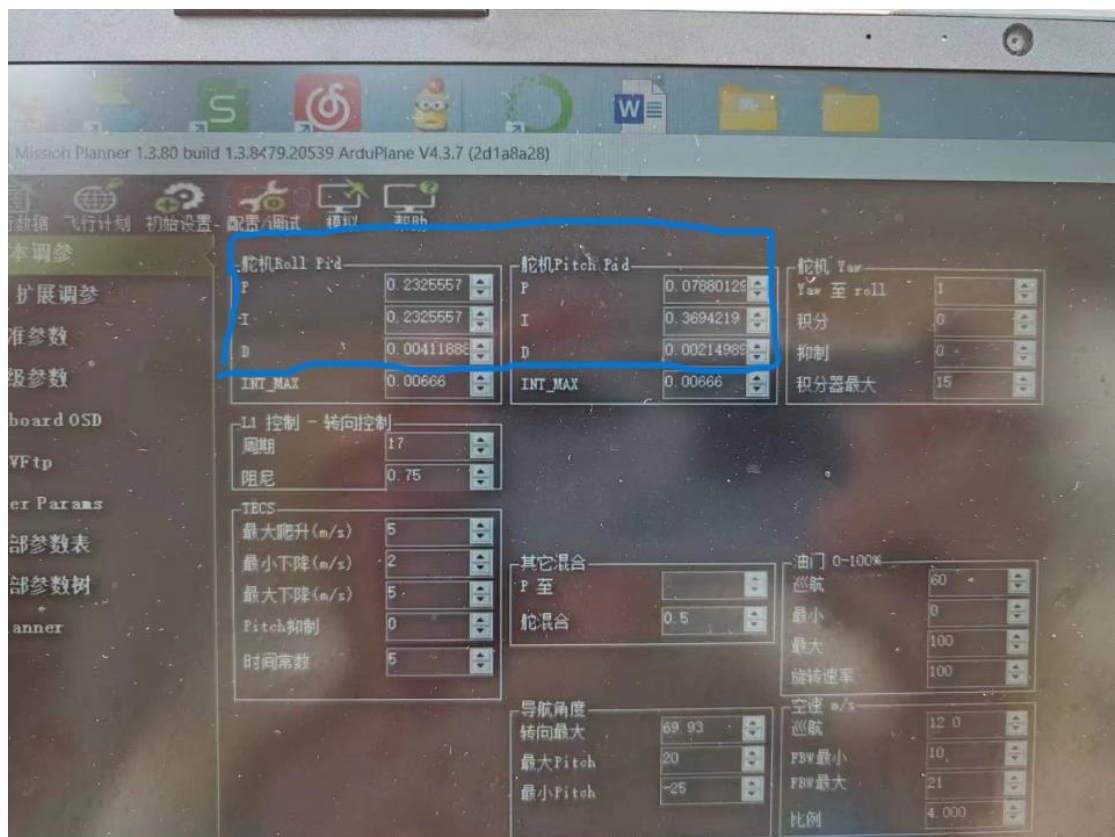 S
W
Mission Planner 1.3.80 build 1.3.8479.20539 ArduPlane V4.3.7 (2d1a8a28)
飞行计划 初始设置 配置/调试 模拟 帮助
本调参
扩展调参
准参数
级参数
board OSD
VFtp
er Params
部参数表
部参数树
anner
舵机Roll Pid
P 0.2325557
I 0.2325557
D 0.00411888
INT_MAX 0.00666
舵机Pitch Pid
P 0.07880129
I 0.3694219
D 0.00214989
INT_MAX 0.00666
舵机 Yaw
Yaw 至 roll 1
积分 0
抑制 0
积分器最大 15
L1 控制 - 转向控制
周期 17
阻尼 0.75
TECS
最大爬升(m/s) 5
最小下降(m/s) 2
最大下降(m/s) 5
Pitch抑制 0
时间常数 5
其它混合
P 至
舵混合 0.5
油门 0-100%
巡航 60
最小 0
最大 100
旋转速率 100
导航角度
转向最大 69.93
最大Pitch 20
最小Pitch -25
空速 m/s
巡航 12.0
FBW最小 10
FBW最大 21
比例 4.000